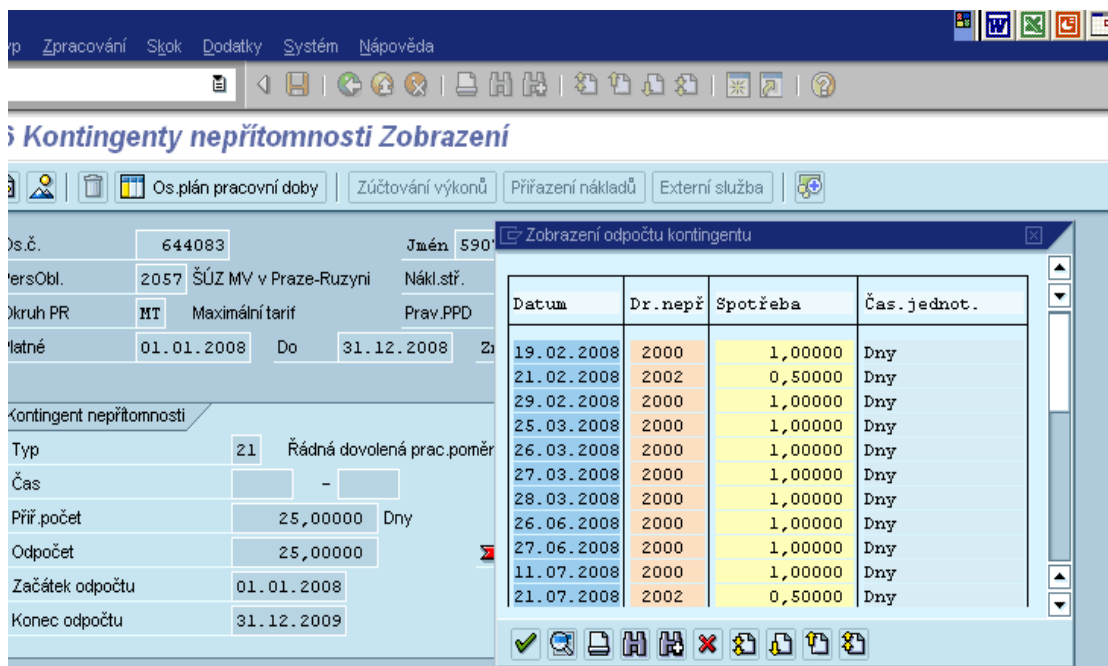 yp Zpracování Skok Dodatky Systém Nápověda
6 Kontingenty nepřítomnosti Zobrazení
Os.plán pracovní doby Zúčtování výkonů Přiřazení nákladů Externí služba
Os.č. 644083 Jmén 590
PersObl. 2057 ŠÚZ MV v Praze-Ruzyni Nákl.stř.
Okruh PR MT Maximální tarif Prav.PPD
Platné 01.01.2008 Do 31.12.2008
Kontingent nepřítomnosti
Typ 21 Řádná dovolená prac.poměr
Čas -
Přiř.počet 25,00000 Dny
Odpočet 25,00000
Začátek odpočtu 01.01.2008
Konec odpočtu 31.12.2009
Zobrazení odpočtu kontingentu
Datum Dr.nepř Spotřeba Čas.jednot.
19.02.2008 2000 1,00000 Dny
21.02.2008 2002 0,50000 Dny
29.02.2008 2000 1,00000 Dny
25.03.2008 2000 1,00000 Dny
26.03.2008 2000 1,00000 Dny
27.03.2008 2000 1,00000 Dny
28.03.2008 2000 1,00000 Dny
26.06.2008 2000 1,00000 Dny
27.06.2008 2000 1,00000 Dny
11.07.2008 2000 1,00000 Dny
21.07.2008 2002 0,50000 Dny